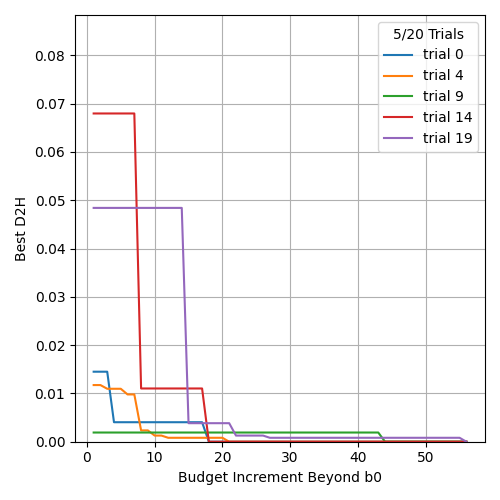 5/20 Trials
trial 0
trial 4
trial 9
trial 14
trial 19
Best D2H
0.08
0.07
0.06
0.05
0.04
0.03
0.02
0.01
0.00
0 10 20 30 40 50
Budget Increment Beyond b0